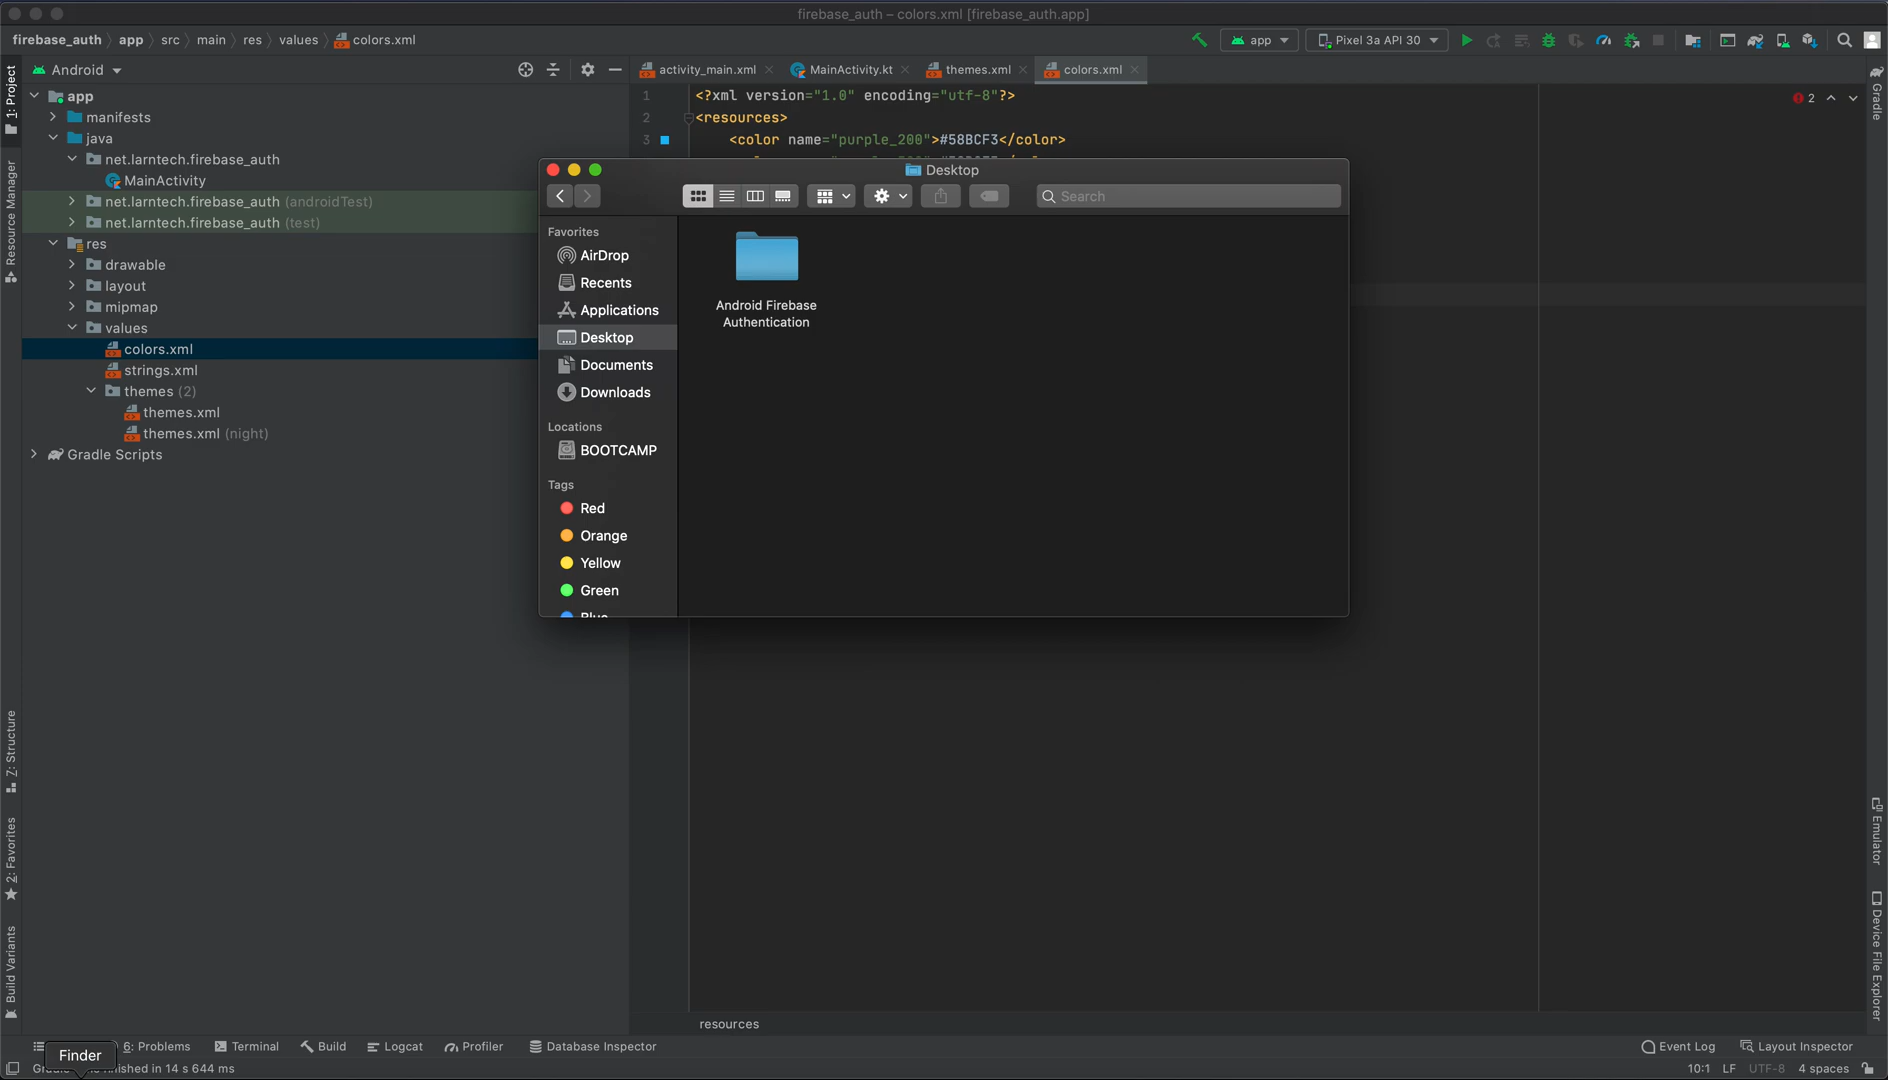 firebase_auth – colors.xml [firebase_auth.app]
firebase_auth
app
src
main
res
values
colors.xml
app
Pixel 3a API 30
1: Project
Resource Manager
Z: Structure
2: Favorites
Build Variants
Android
app
manifests
java
net.larntech.firebase_auth
MainActivity
net.larntech.firebase_auth (androidTest)
net.larntech.firebase_auth (test)
res
drawable
layout
mipmap
values
colors.xml
strings.xml
themes (2)
themes.xml
themes.xml (night)
Gradle Scripts
activity_main.xml
MainActivity.kt
themes.xml
colors.xml
1 <?xml version="1.0" encoding="utf-8"?>
2 <resources>
3 <color name="purple_200">#58BCF3</color>
2
Desktop
Search
Favorites
AirDrop
Recents
Applications
Desktop
Documents
Downloads
Locations
BOOTCAMP
Tags
Red
Orange
Yellow
Green
Blue
Android Firebase
Authentication
Gradle
Emulator
Device File Explorer
resources
6: Problems
Terminal
Build
Logcat
Profiler
Database Inspector
Event Log
Layout Inspector
Finder
finished in 14 s 644 ms
10:1
LF
UTF-8
4 spaces